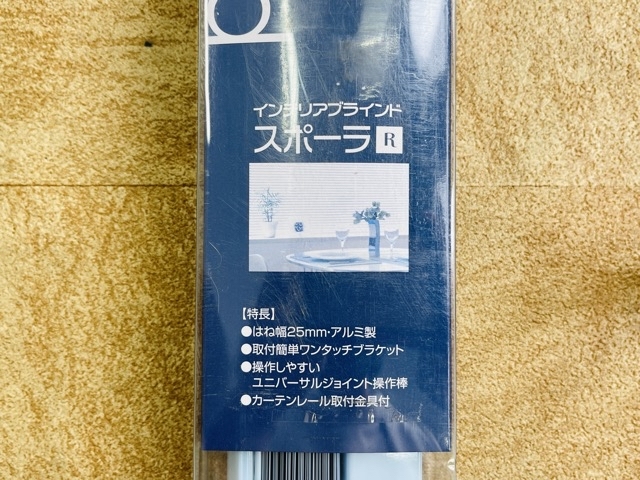 インテリアブラインド
スポーラ R
【特長】
●はね幅25mm・アルミ製
●取付簡単ワンタッチブラケット
●操作しやすい
ユニバーサルジョイント操作棒
●カーテンレール取付金具付